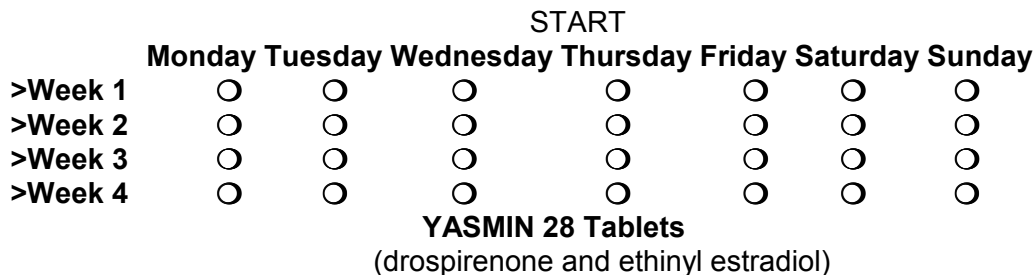 START
Monday Tuesday Wednesday Thursday Friday Saturday Sunday
>Week 1
>Week 2
>Week 3
>Week 4
YASMIN 28 Tablets
(drospirenone and ethinyl estradiol)